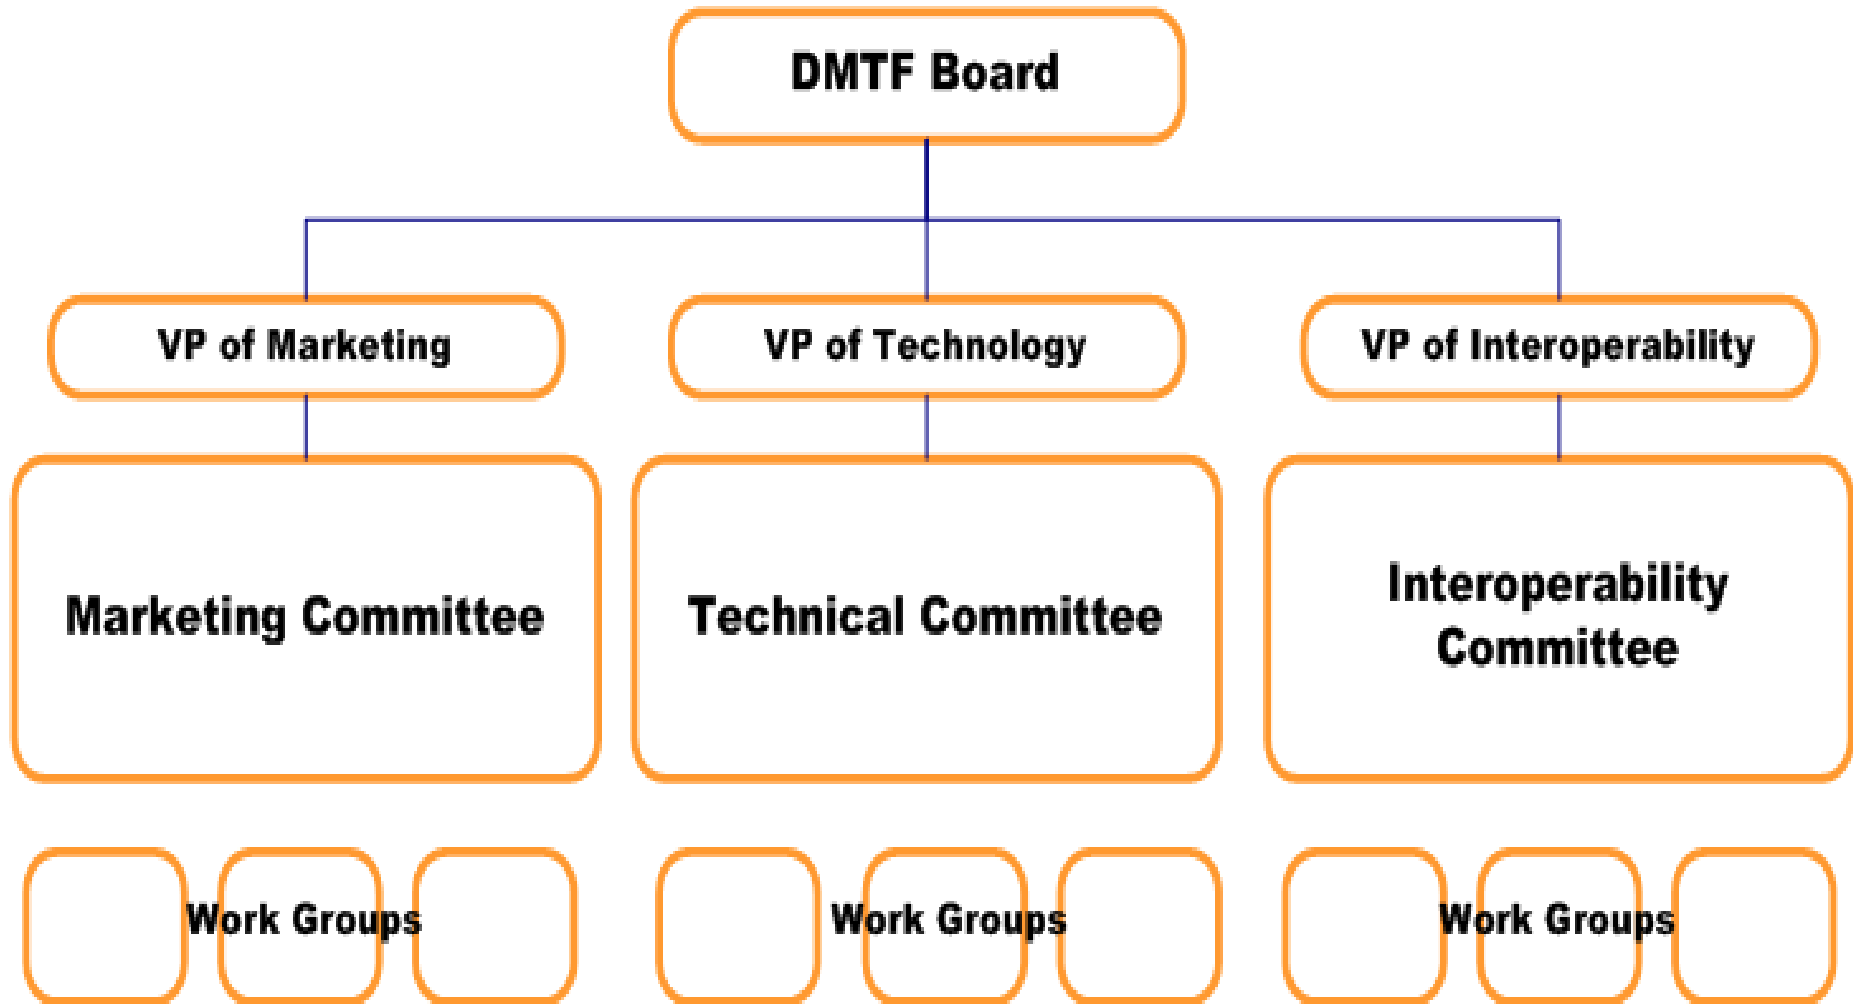 DMTF Board
VP of Marketing
VP of Technology
VP of Interoperability
Marketing Committee
Technical Committee
Interoperability
Committee
Work Groups
Work Groups
Work Groups